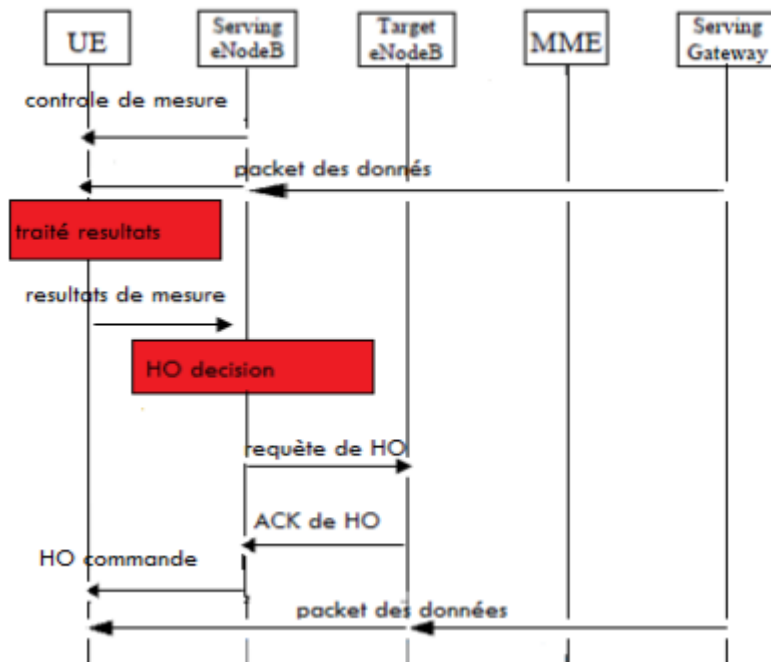 UE
Serving
eNodeB
Target
eNodeB
MME
Serving
Gateway
controle de mesure
packet des donnés
traité resultats
resultats de mesure
HO decision
requète de HO
ACK de HO
HO commande
packet des données